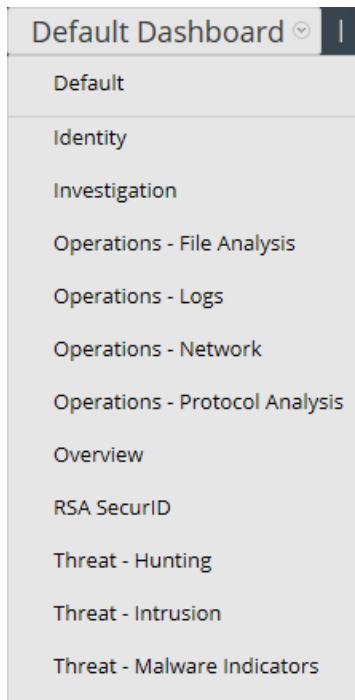 Default Dashboard |
Default
Identity
Investigation
Operations - File Analysis
Operations - Logs
Operations - Network
Operations - Protocol Analysis
Overview
RSA SecurID
Threat - Hunting
Threat - Intrusion
Threat - Malware Indicators